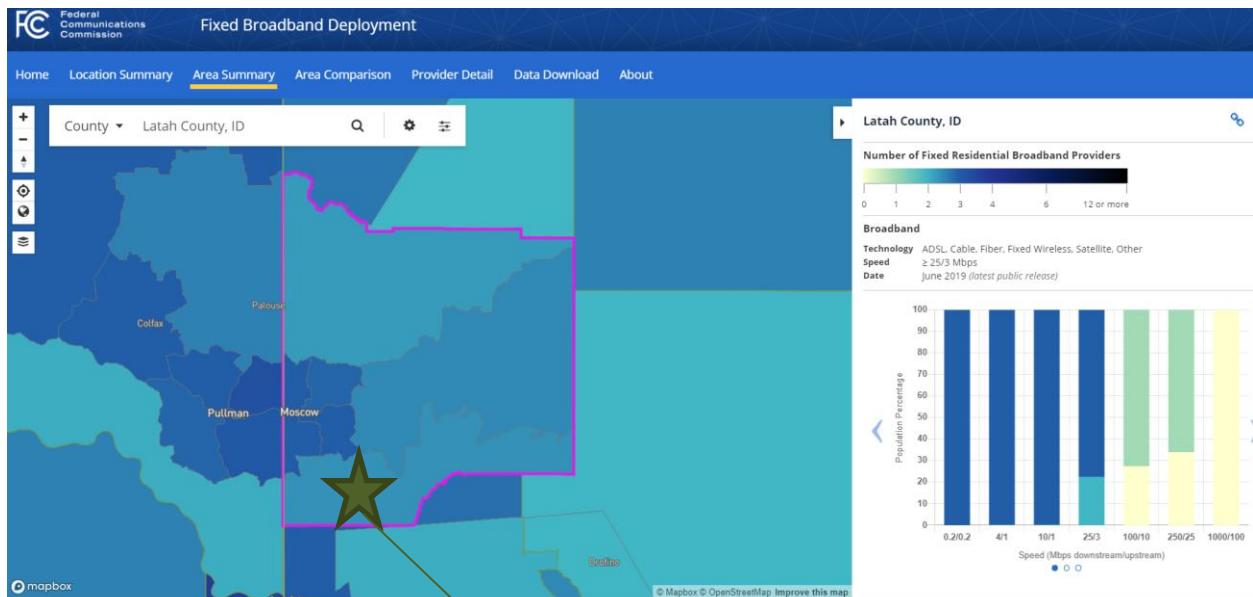 FC Federal
Communications
Commission
Fixed Broadband Deployment
Home Location Summary Area Summary Area Comparison Provider Detail Data Download About
County Latah County, ID
Palouse
Colfax
Pullman
Moscow
Orofino
mapbox
© Mapbox © OpenStreetMap Improve this map
Latah County, ID
Number of Fixed Residential Broadband Providers
0 1 2 3 4 6 12 or more
Broadband
Technology ADSL, Cable, Fiber, Fixed Wireless, Satellite, Other
Speed ≥ 25/3 Mbps
Date June 2019 (latest public release)
Population Percentage
100
90
80
70
60
50
40
30
20
10
0
0.2/0.2 4/1 10/1 25/3 100/10 250/25 1000/100
Speed (Mbps downstream/upstream)